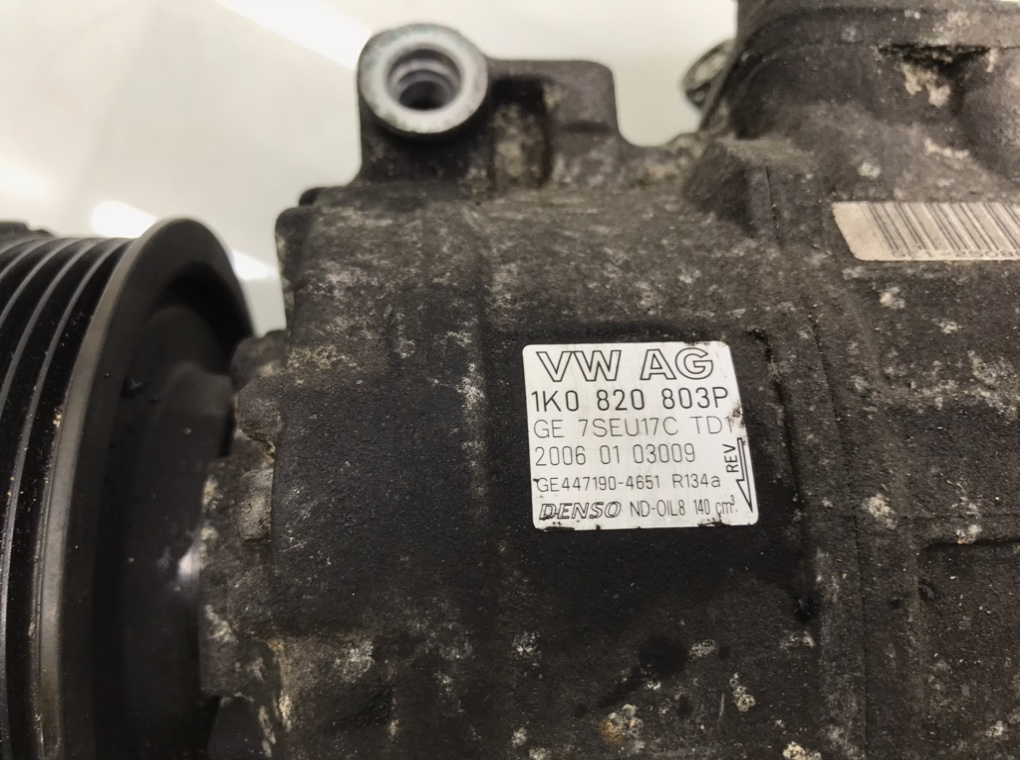 VW AG
1K0 820 803P
GE 7SEU17C TD1
2006 01 03009
GE447190-4651 R134a
DENSO ND-OIL8 140 cm³
REV